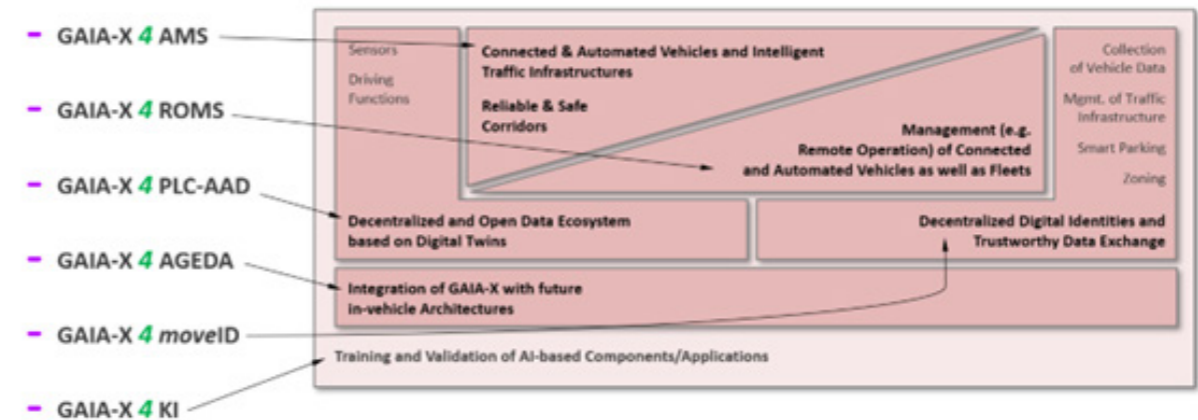 - GAIA-X 4 AMS
- GAIA-X 4 ROMS
- GAIA-X 4 PLC-AAD
- GAIA-X 4 AGEDA
- GAIA-X 4 moveID
- GAIA-X 4 KI
Sensors
Driving
Functions
Connected & Automated Vehicles and Intelligent
Traffic Infrastructures
Reliable & Safe
Corridors
Management (e.g.
Remote Operation) of Connected
and Automated Vehicles as well as Fleets
Collection
of Vehicle Data
Mgmt. of Traffic
Infrastructure
Smart Parking
Zoning
Decentralized and Open Data Ecosystem
based on Digital Twins
Decentralized Digital Identities and
Trustworthy Data Exchange
Integration of GAIA-X with future
in-vehicle Architectures
Training and Validation of AI-based Components/Applications